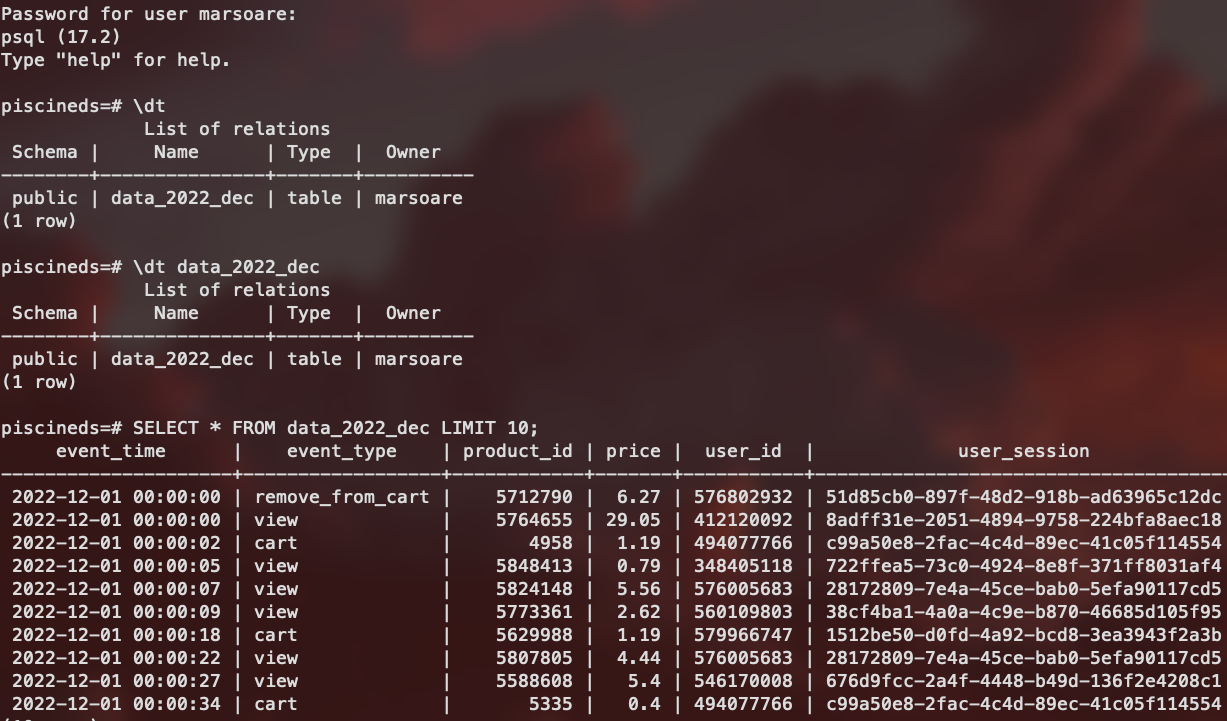 Password for user marsoare:
psql (17.2)
Type "help" for help.
piscineds=# \dt
List of relations
Schema | Name | Type | Owner
--------+---------------+-------+----------
public | data_2022_dec | table | marsoare
(1 row)
piscineds=# \dt data_2022_dec
List of relations
Schema | Name | Type | Owner
--------+---------------+-------+----------
public | data_2022_dec | table | marsoare
(1 row)
piscineds=# SELECT * FROM data_2022_dec LIMIT 10;
event_time | event_type | product_id | price | user_id | user_session
---------------------+------------------+------------+-------+-----------+--------------------------------------
2022-12-01 00:00:00 | remove_from_cart | 5712790 | 6.27 | 576802932 | 51d85cb0-897f-48d2-918b-ad63965c12dc
2022-12-01 00:00:00 | view | 5764655 | 29.05 | 412120092 | 8adff31e-2051-4894-9758-224bfa8aec18
2022-12-01 00:00:02 | cart | 4958 | 1.19 | 494077766 | c99a50e8-2fac-4c4d-89ec-41c05f114554
2022-12-01 00:00:05 | view | 5848413 | 0.79 | 348405118 | 722ffea5-73c0-4924-8e8f-371ff8031af4
2022-12-01 00:00:07 | view | 5824148 | 5.56 | 576005683 | 28172809-7e4a-45ce-bab0-5efa90117cd5
2022-12-01 00:00:09 | view | 5773361 | 2.62 | 560109803 | 38cf4ba1-4a0a-4c9e-b870-46685d105f95
2022-12-01 00:00:18 | cart | 5629988 | 1.19 | 579966747 | 1512be50-d0fd-4a92-bcd8-3ea3943f2a3b
2022-12-01 00:00:22 | view | 5807805 | 4.44 | 576005683 | 28172809-7e4a-45ce-bab0-5efa90117cd5
2022-12-01 00:00:27 | view | 5588608 | 5.4 | 546170008 | 676d9fcc-2a4f-4448-b49d-136f2e4208c1
2022-12-01 00:00:34 | cart | 5335 | 0.4 | 494077766 | c99a50e8-2fac-4c4d-89ec-41c05f114554